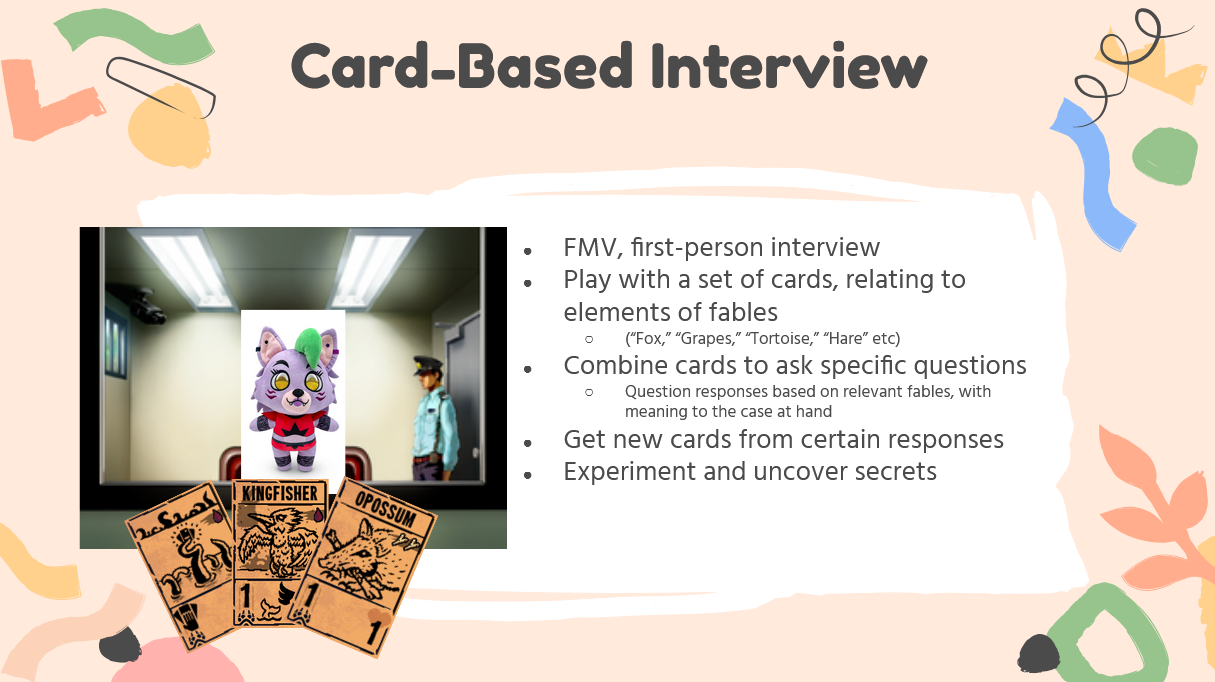 Card-Based Interview
● FMV, first-person interview
● Play with a set of cards, relating to
elements of fables
○ (“Fox,” “Grapes,” “Tortoise,” “Hare” etc)
● Combine cards to ask specific questions
○ Question responses based on relevant fables, with
meaning to the case at hand
● Get new cards from certain responses
● Experiment and uncover secrets
KINGFISHER
OPOSSUM
1
1
1